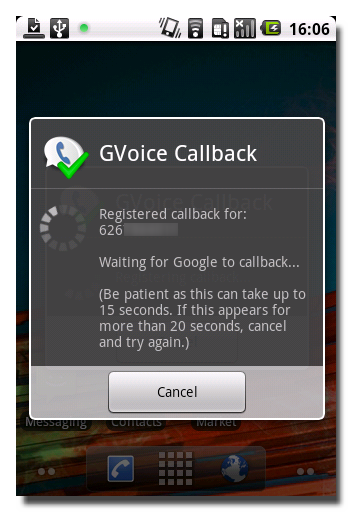 16:06
GVoice Callback
Registered callback for:
626
Waiting for Google to callback...
(Be patient as this can take up to
15 seconds. If this appears for
more than 20 seconds, cancel
and try again.)
Cancel
Messaging Contacts Market